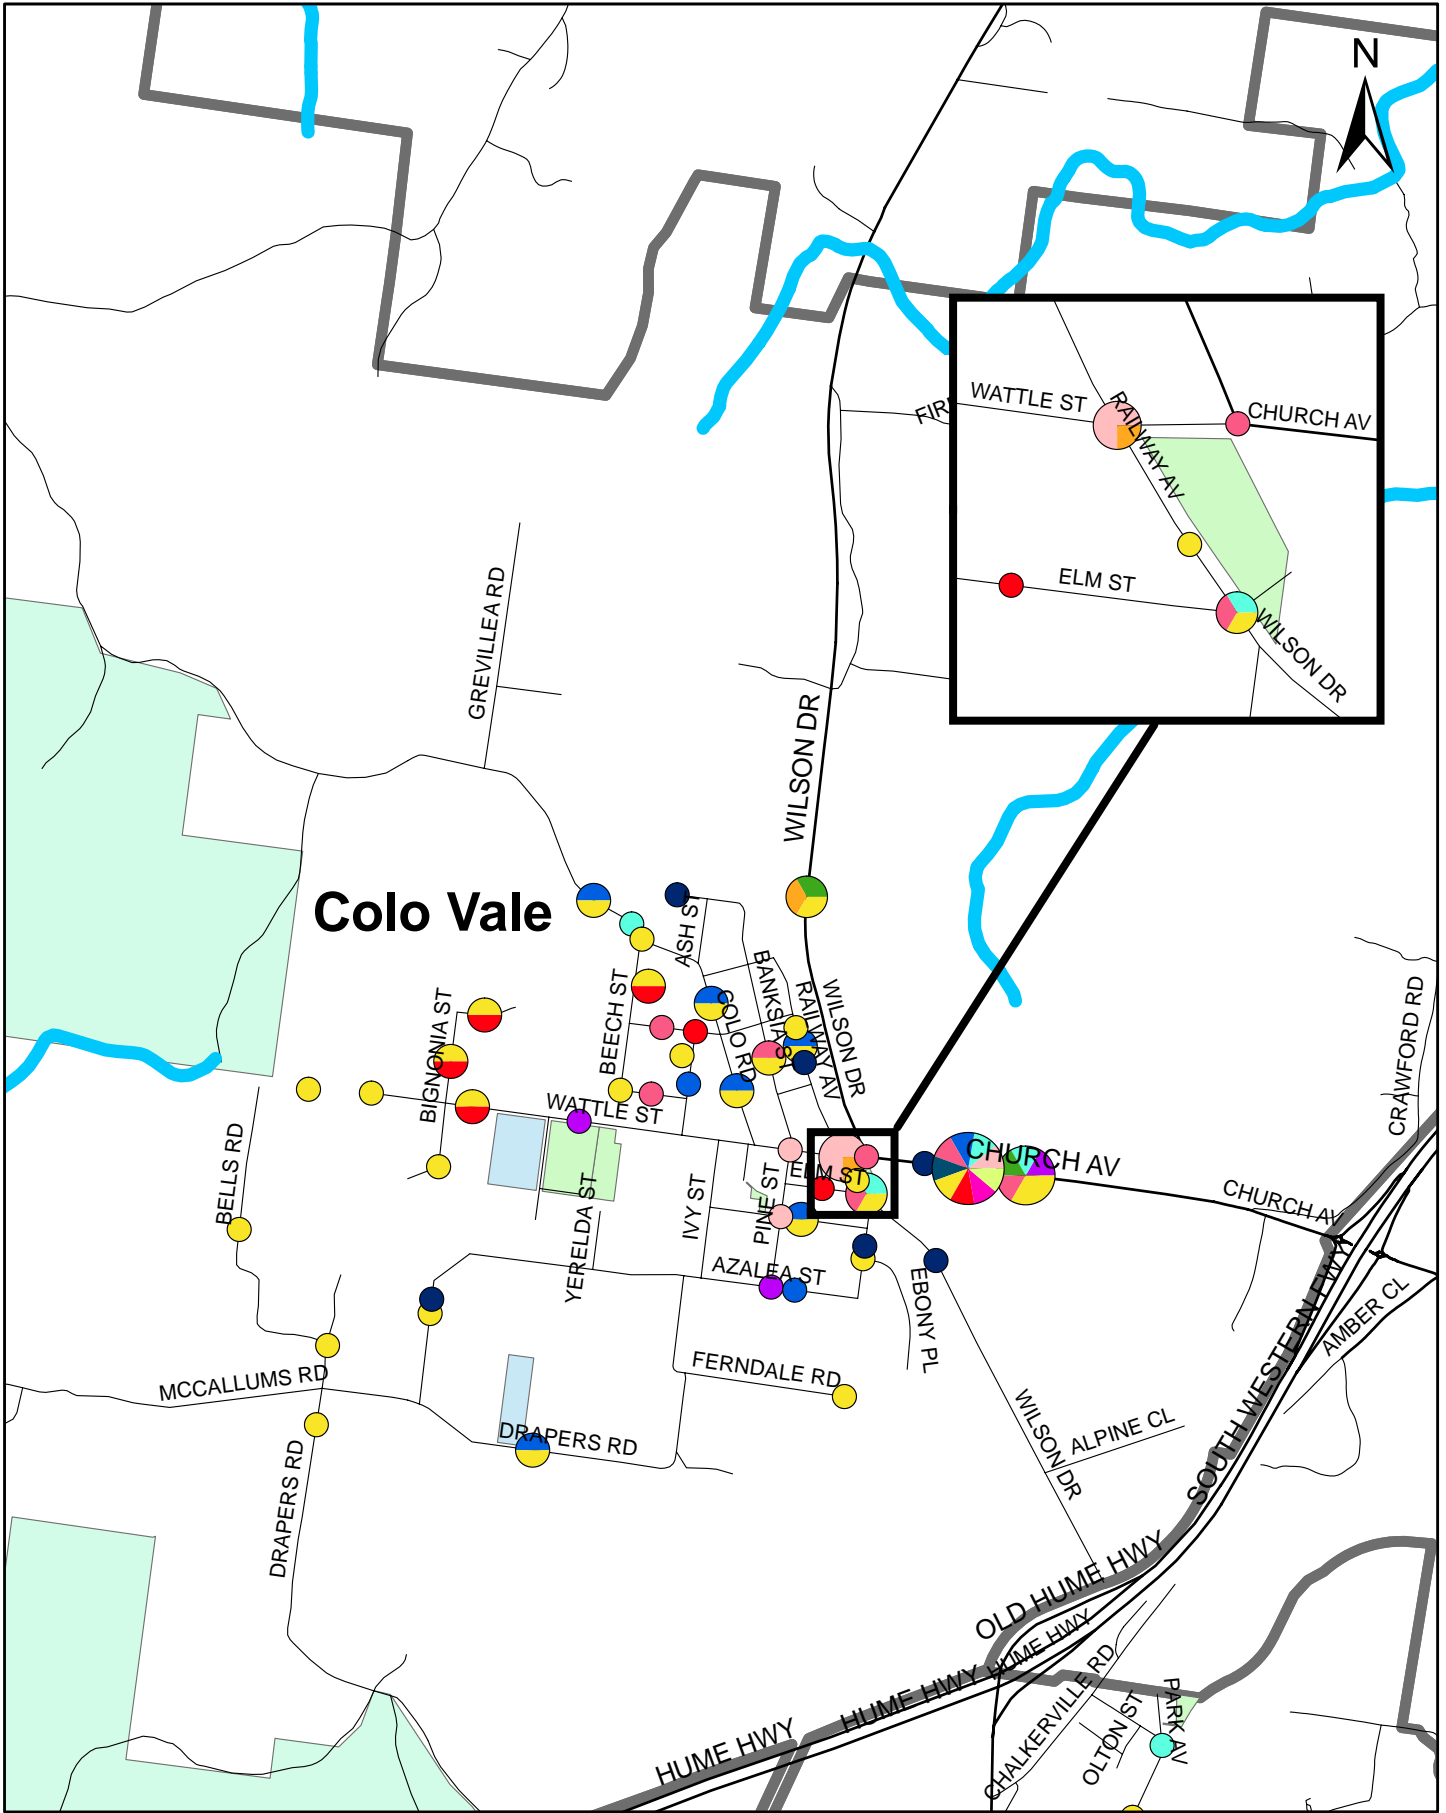 N
WATTLE ST
RAILWAY AV
CHURCH AV
ELM ST
WILSON DR
GREVILLEA RD
WILSON DR
Colo Vale
ASH ST
BEECH ST
COLO RD
BANKSIA ST
RAILWAY AV
WILSON DR
BIGNONIA ST
WATTLE ST
CRAWFORD RD
BELLS RD
CHURCH AV
ELM ST
YERELDA ST
IVY ST
PINE ST
CHURCH AV
AZALEA ST
EBONY PL
SOUTH WESTERN FWY
AMBER CL
MCCALLUMS RD
FERNDALE RD
DRAPERS RD
DRAPERS RD
WILSON DR
ALPINE CL
OLD HUME HWY
HUME HWY
HUME HWY
HUME HWY
CHALKERVILLE RD
OLTON ST
PARK AV